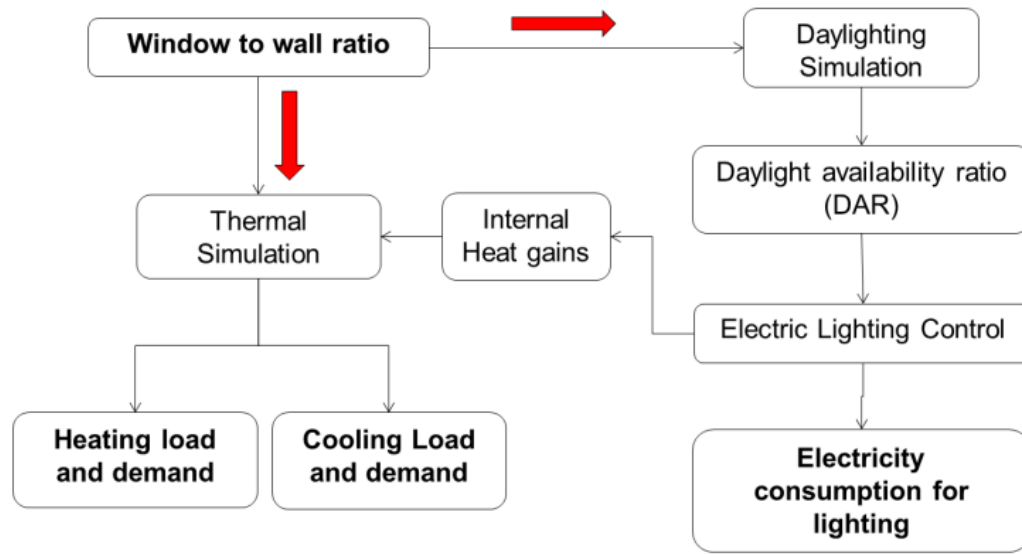 Window to wall ratio
Daylighting
Simulation
Daylight availability ratio
(DAR)
Thermal
Simulation
Internal
Heat gains
Electric Lighting Control
Heating load
and demand
Cooling Load
and demand
Electricity
consumption for
lighting